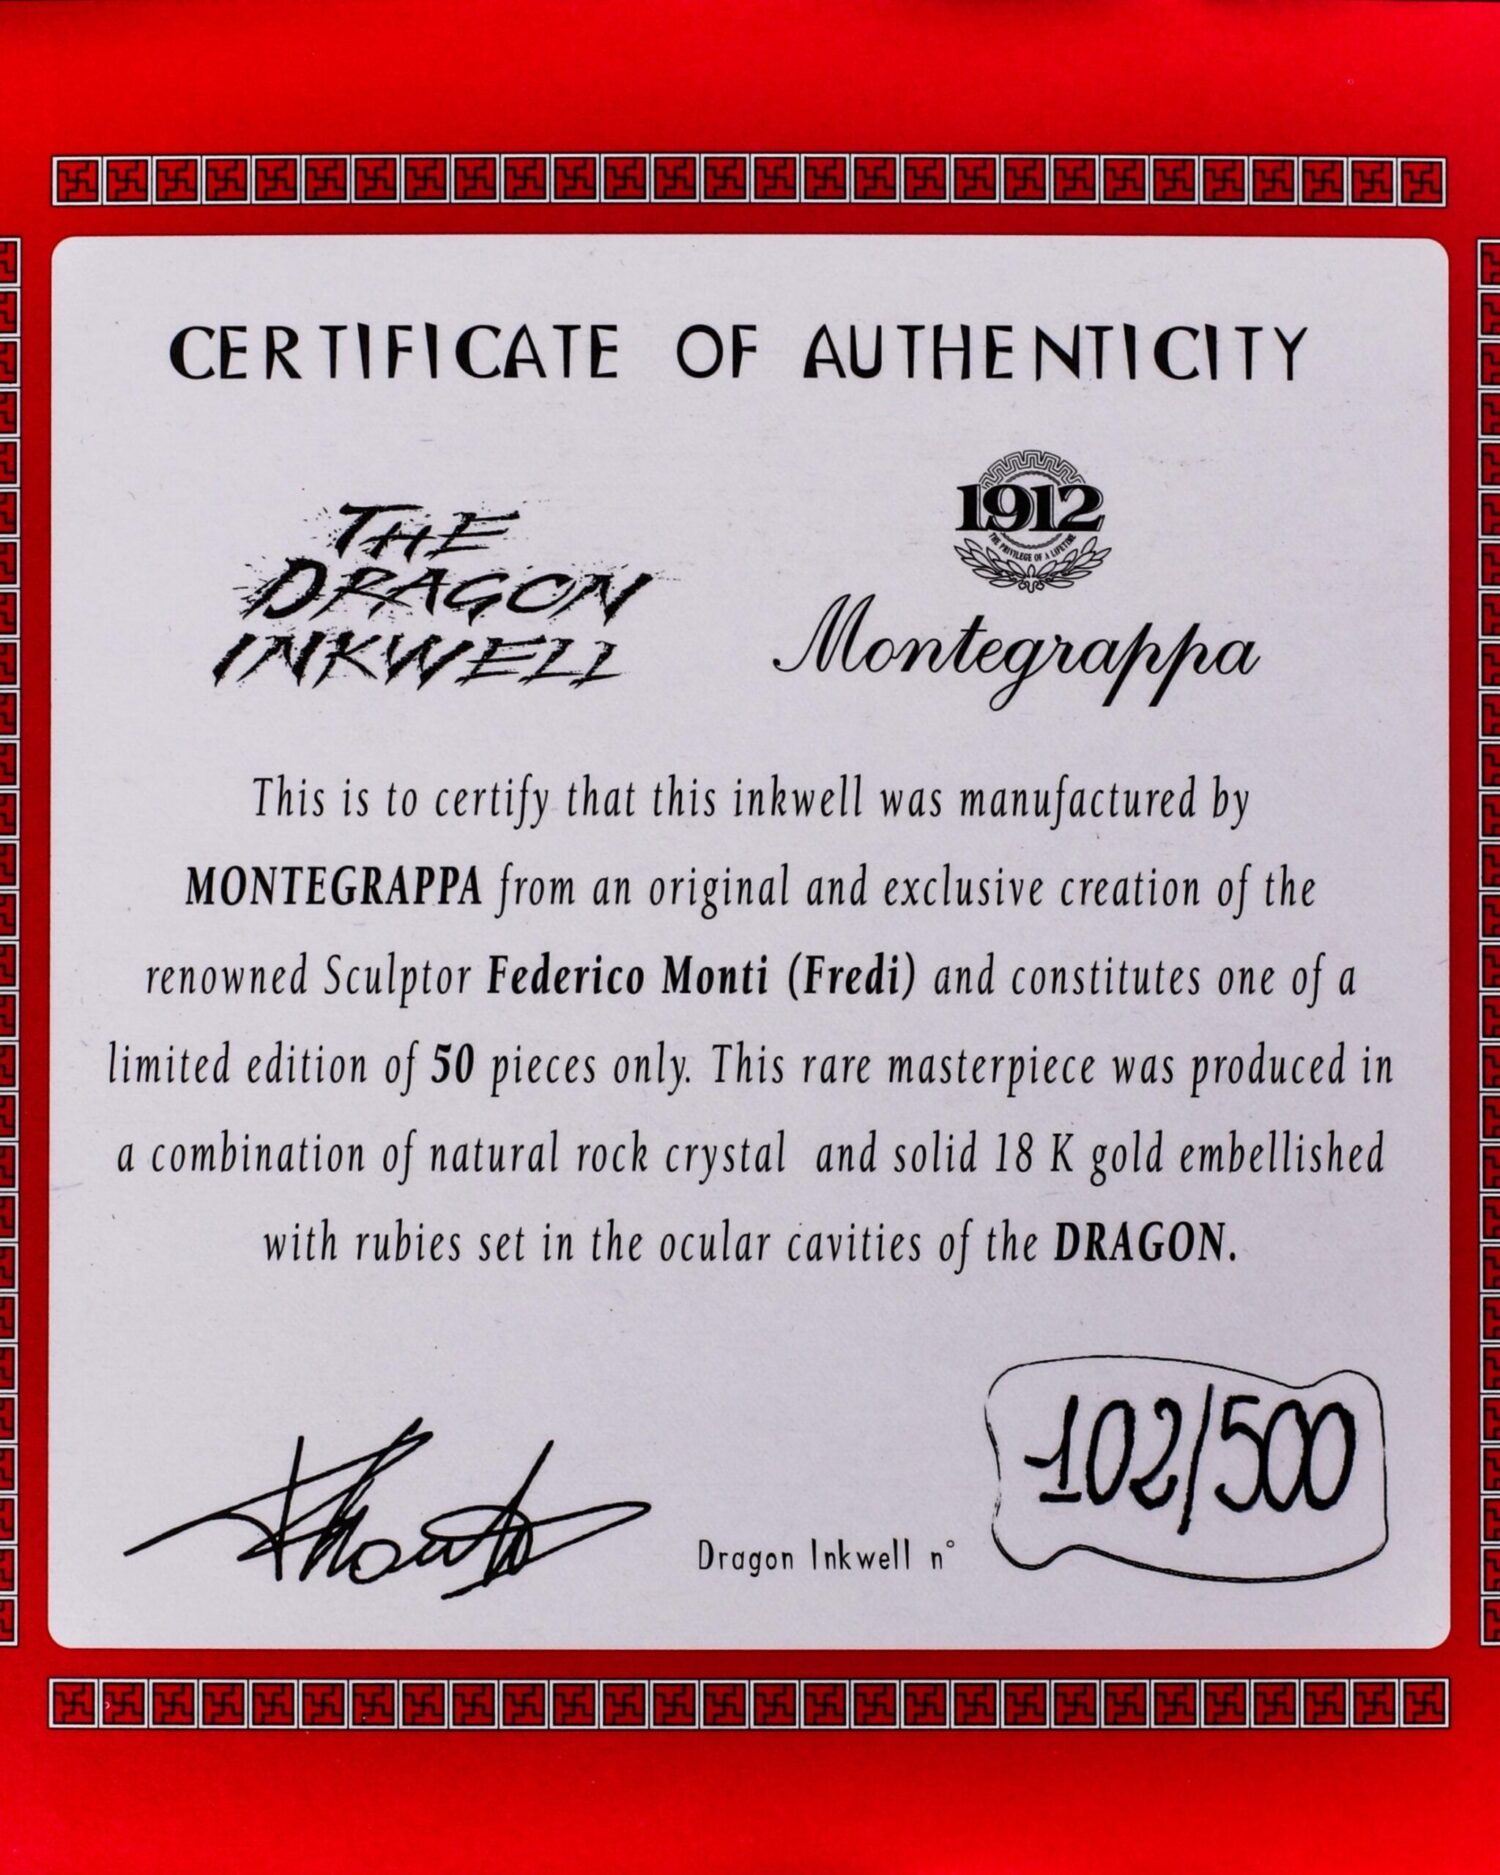 CERTIFICATE OF AUTHENTICITY
THE
DRAGON
INKWELL
1912
THE PRIVILEGE OF A LIFETIME
Montegrappa
This is to certify that this inkwell was manufactured by
MONTEGRAPPA from an original and exclusive creation of the
renowned Sculptor Federico Monti (Fredi) and constitutes one of a
limited edition of 50 pieces only. This rare masterpiece was produced in
a combination of natural rock crystal and solid 18 K gold embellished
with rubies set in the ocular cavities of the DRAGON.
Dragon Inkwell n°
102/500